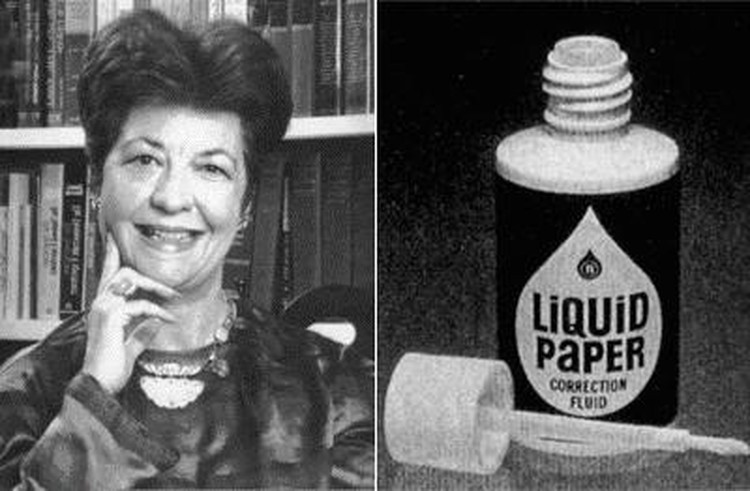 LiQUiD
PaPER
CORRECTION
FLUID